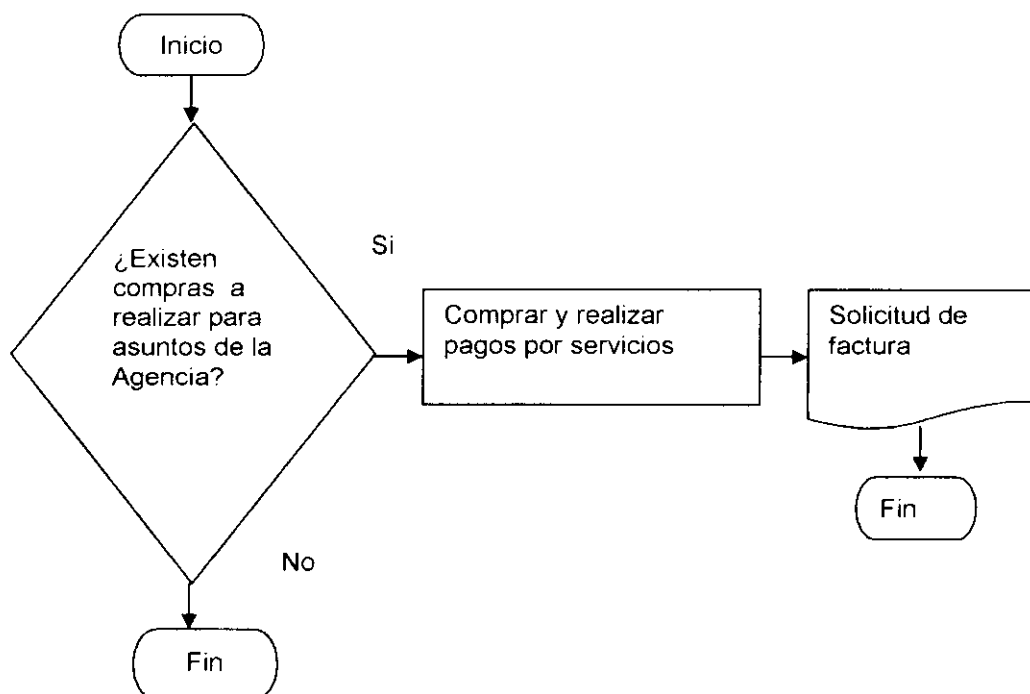 Inicio
¿Existen
compras a
realizar para
asuntos de la
Agencia?
Si
Comprar y realizar
pagos por servicios
Solicitud de
factura
Fin
No
Fin